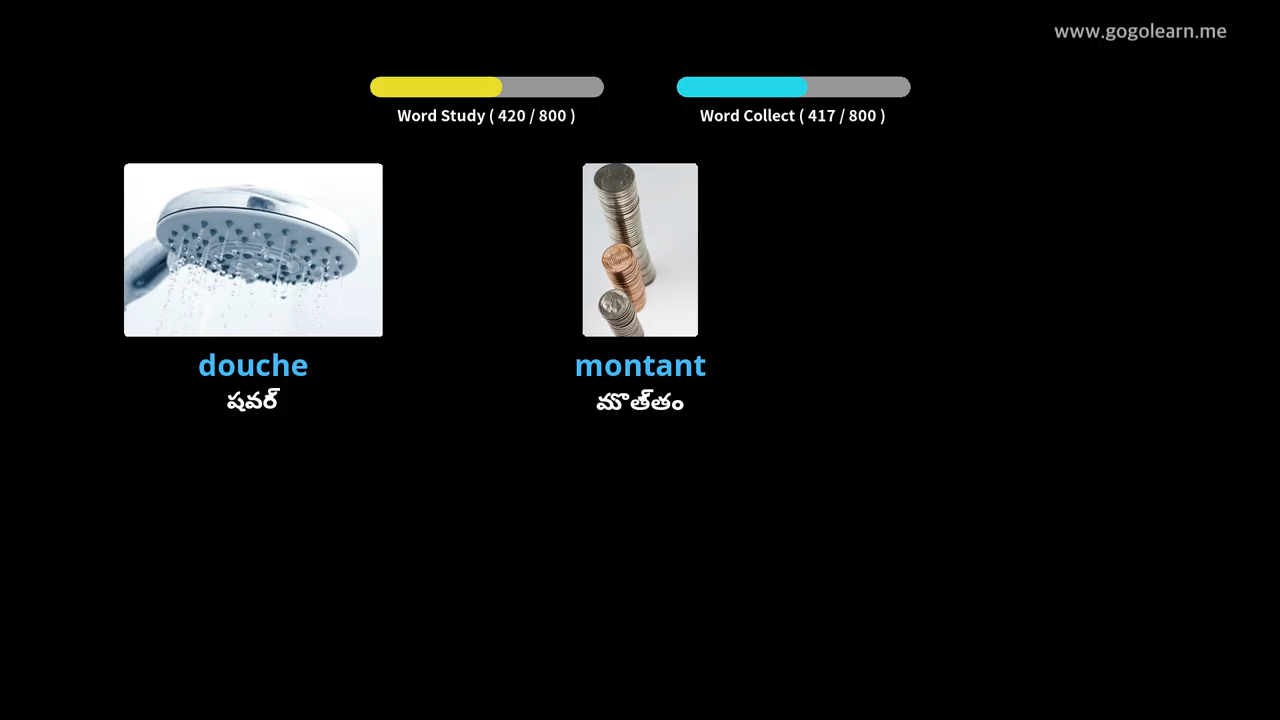 www.gogolearn.me
Word Study ( 420 / 800 )
Word Collect ( 417 / 800 )
douche
షవర్
montant
మొత్తం